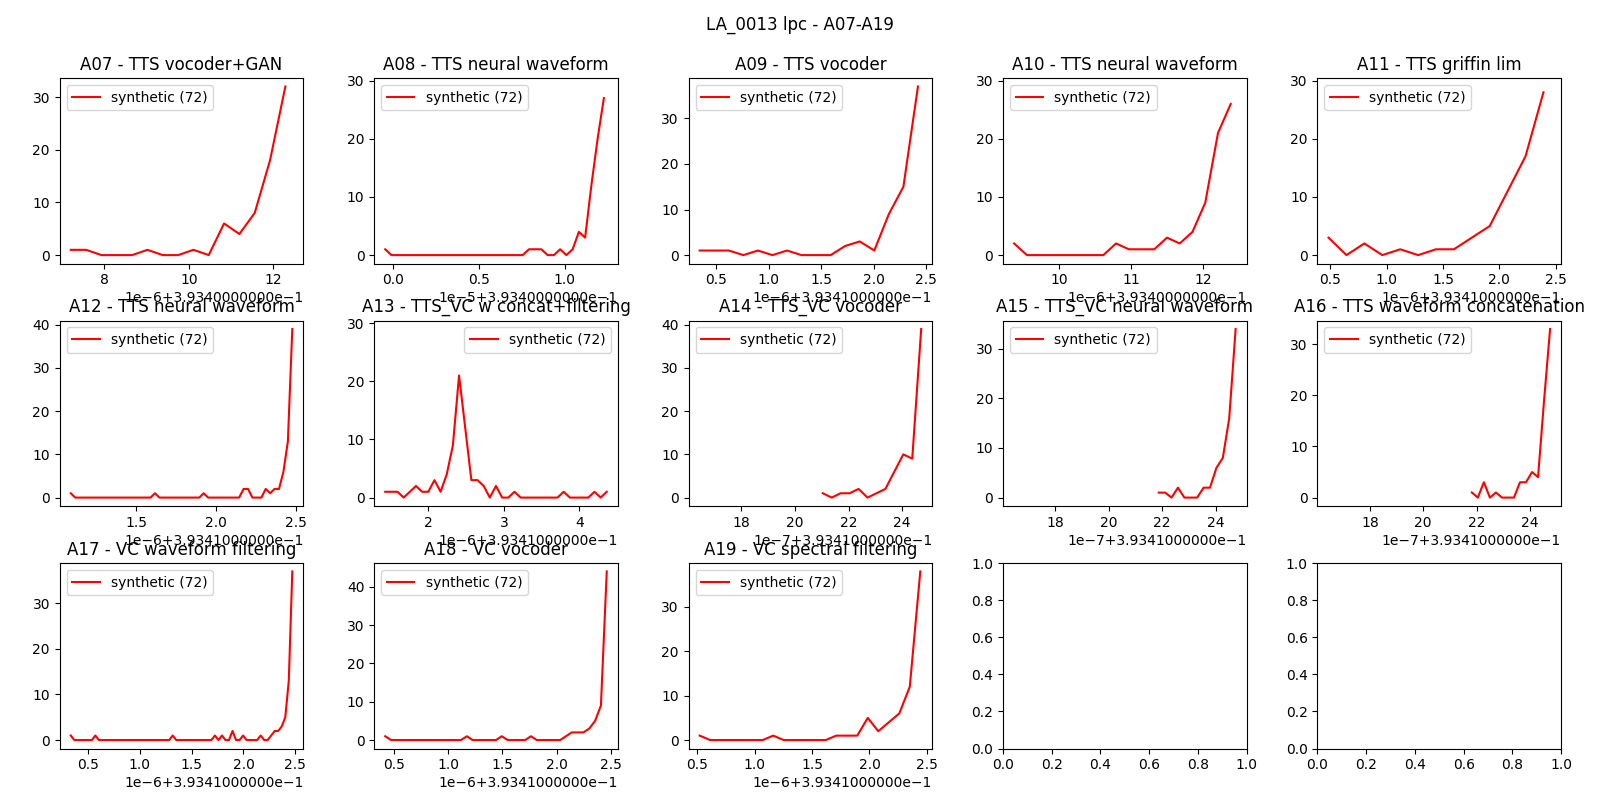 LA_0013 lpc - A07-A19
A07 - TTS vocoder+GAN
A08 - TTS neural waveform
A09 - TTS vocoder
A10 - TTS neural waveform
A11 - TTS griffin lim
synthetic (72)
synthetic (72)
synthetic (72)
synthetic (72)
synthetic (72)
30
20
10
0
30
20
10
0
30
20
10
0
30
20
10
0
30
20
10
0
8 10 12
0.0 0.5 1.0
0.5 1.0 1.5 2.0 2.5
10 11 12
0.5 1.0 1.5 2.0 2.5
1e−6+3.9340000000e−1
1e−5+3.9340000000e−1
1e−6+3.9341000000e−1
1e−6+3.9340000000e−1
1e−6+3.9341000000e−1
A12 - TTS neural waveform
A13 - TTS_VC w concat+filtering
A14 - TTS_VC vocoder
A15 - TTS_VC neural waveform
A16 - TTS waveform concatenation
synthetic (72)
synthetic (72)
synthetic (72)
synthetic (72)
synthetic (72)
40
30
20
10
0
30
20
10
0
40
30
20
10
0
30
20
10
0
30
20
10
0
1.5 2.0 2.5
2 3 4
18 20 22 24
18 20 22 24
18 20 22 24
1e−6+3.9341000000e−1
1e−6+3.9341000000e−1
1e−7+3.9341000000e−1
1e−7+3.9341000000e−1
1e−7+3.9341000000e−1
A17 - VC waveform filtering
A18 - VC vocoder
A19 - VC spectral filtering
synthetic (72)
synthetic (72)
synthetic (72)
30
20
10
0
40
30
20
10
0
30
20
10
0
1.0
0.8
0.6
0.4
0.2
0.0
1.0
0.8
0.6
0.4
0.2
0.0
0.5 1.0 1.5 2.0 2.5
0.5 1.0 1.5 2.0 2.5
0.5 1.0 1.5 2.0 2.5
0.0 0.2 0.4 0.6 0.8 1.0
0.0 0.2 0.4 0.6 0.8 1.0
1e−6+3.9341000000e−1
1e−6+3.9341000000e−1
1e−6+3.9341000000e−1